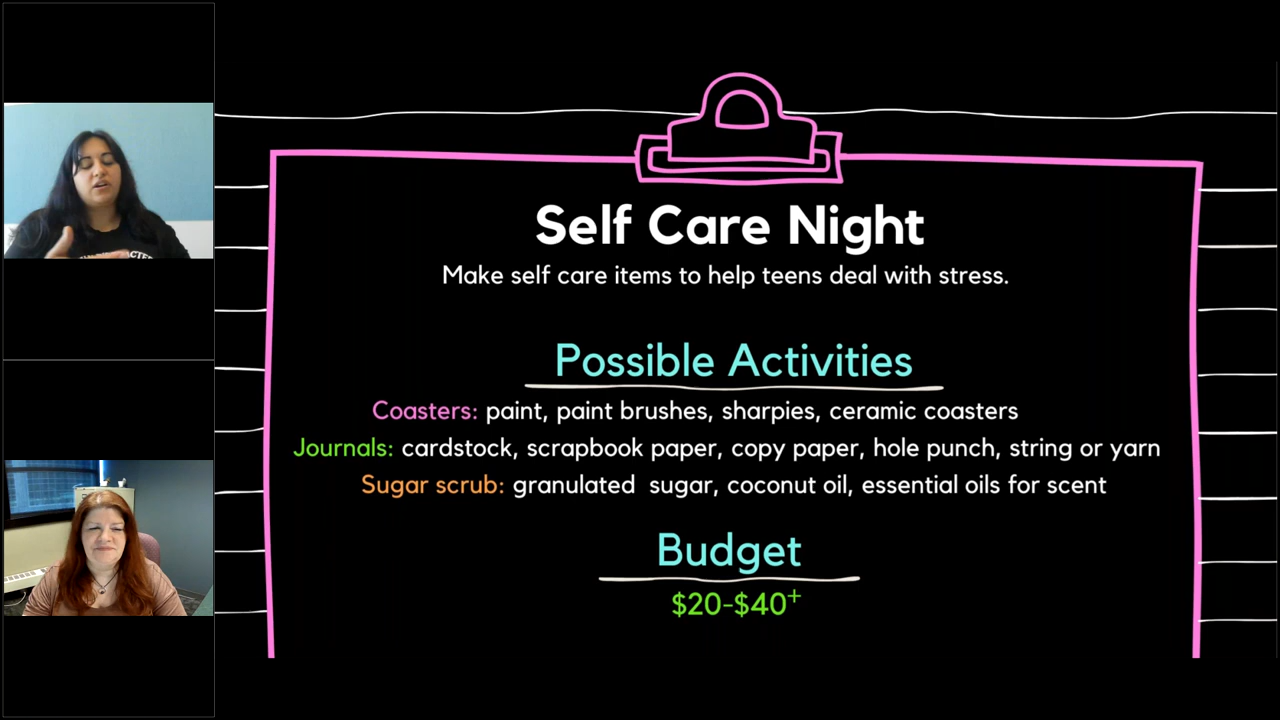 Self Care Night
Make self care items to help teens deal with stress.
Possible Activities
Coasters: paint, paint brushes, sharpies, ceramic coasters
Journals: cardstock, scrapbook paper, copy paper, hole punch, string or yarn
Sugar scrub: granulated sugar, coconut oil, essential oils for scent
Budget
$20-$40+